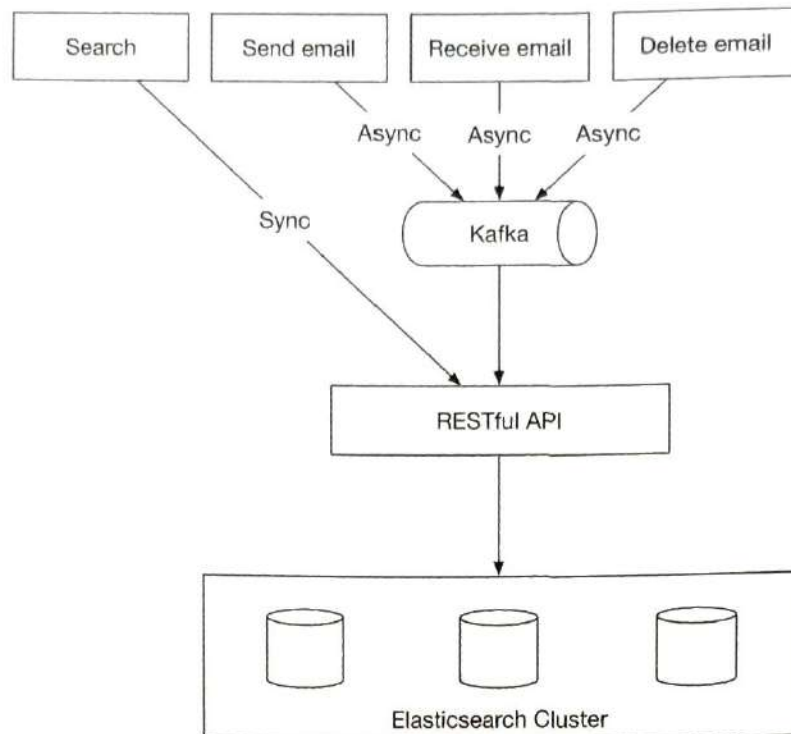 Search
Send email
Receive email
Delete email
Async
Async
Async
Sync
Kafka
RESTful API
Elasticsearch Cluster